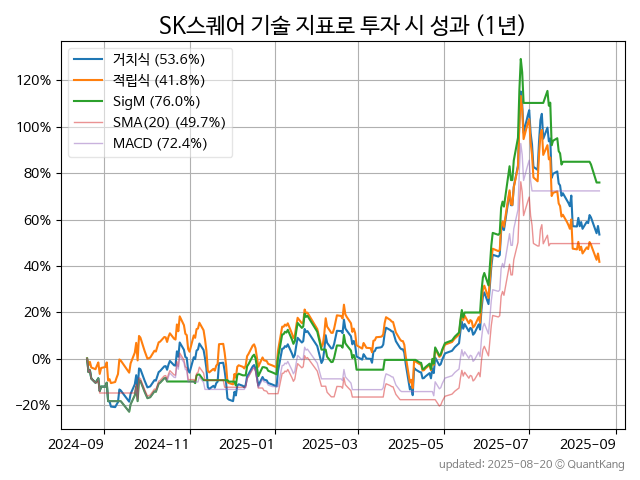 SK스퀘어 기술 지표로 투자 시 성과 (1년)
거치식 (53.6%)
적립식 (41.8%)
SigM (76.0%)
SMA(20) (49.7%)
MACD (72.4%)
120%
100%
80%
60%
40%
20%
0%
−20%
2024-09 2024-11 2025-01 2025-03 2025-05 2025-07 2025-09
updated: 2025-08-20 © QuantKang